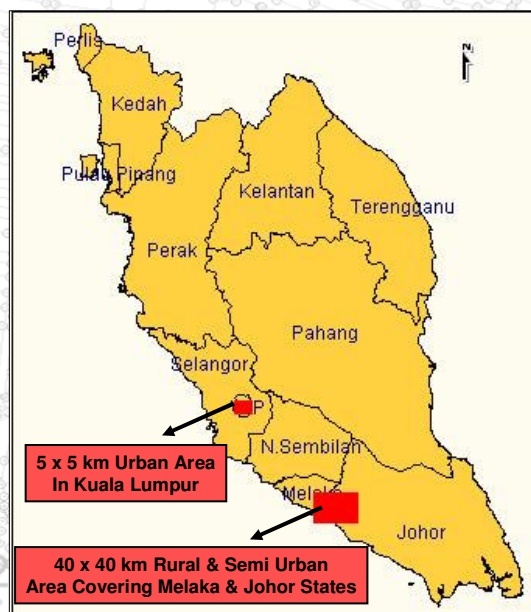 Perlis
Kedah
Pulau Pinang
Kelantan
Terengganu
Perak
Pahang
Selangor
P
N.Sembilan
Melaka
Johor
5 x 5 km Urban Area
In Kuala Lumpur
40 x 40 km Rural & Semi Urban
Area Covering Melaka & Johor States